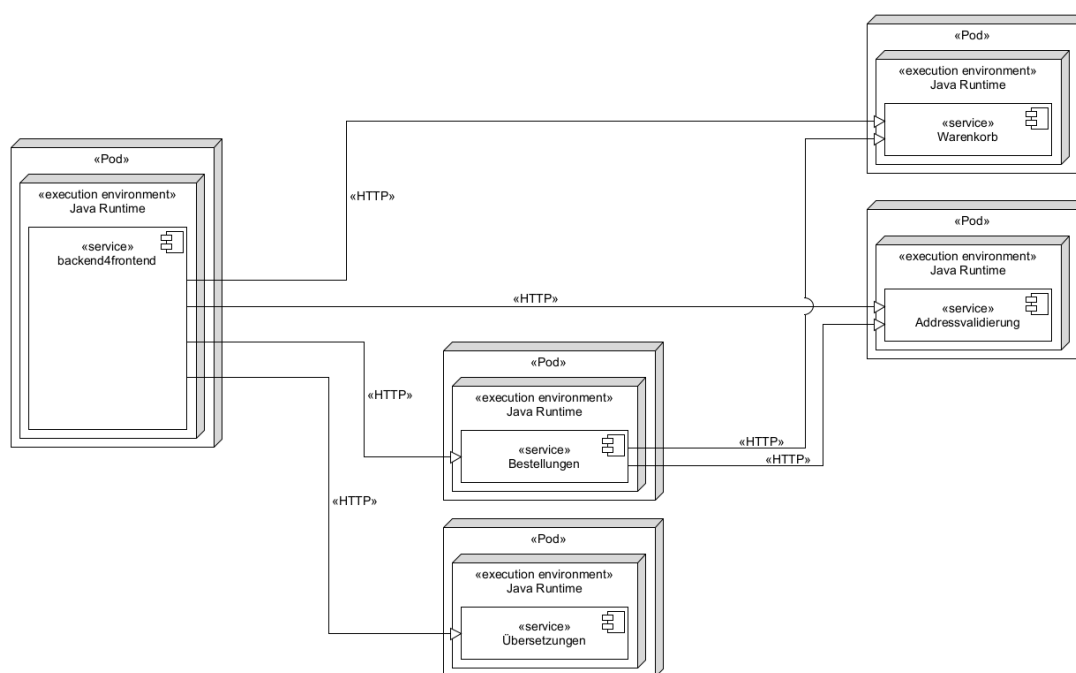 «Pod»
«execution environment»
Java Runtime
«service»
Warenkorb
«Pod»
«execution environment»
Java Runtime
«service»
backend4frontend
«HTTP»
«Pod»
«execution environment»
Java Runtime
«service»
Addressvalidierung
«HTTP»
«Pod»
«execution environment»
Java Runtime
«service»
Bestellungen
«HTTP»
«HTTP»
«HTTP»
«HTTP»
«Pod»
«execution environment»
Java Runtime
«service»
Übersetzungen